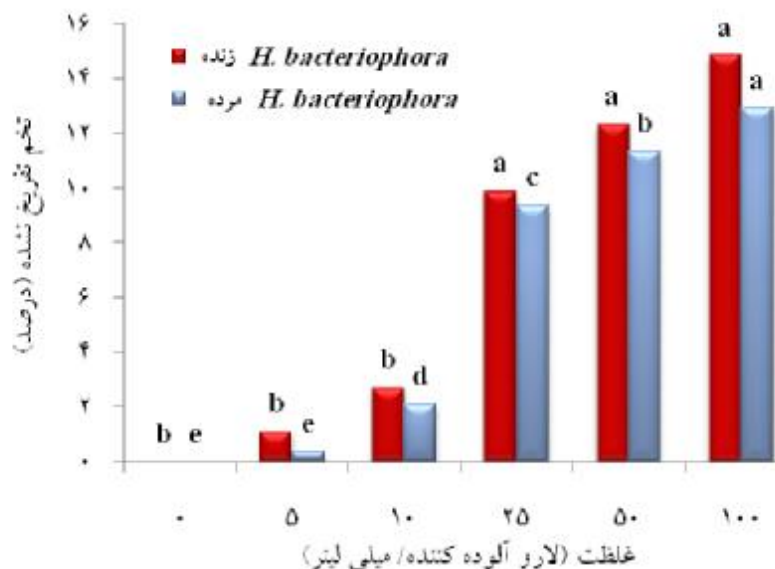 ۱۶
۱۴
۱۲
۱۰
۸
۶
۴
۲
۰
تخم تفریخ نشده (درصد)
زنده H. bacteriophora
مرده H. bacteriophora
b e
b e
b d
a c
a b
a a
۰ ۵ ۱۰ ۲۵ ۵۰ ۱۰۰
غلظت (لارو آلوده کننده/ میلی لیتر)